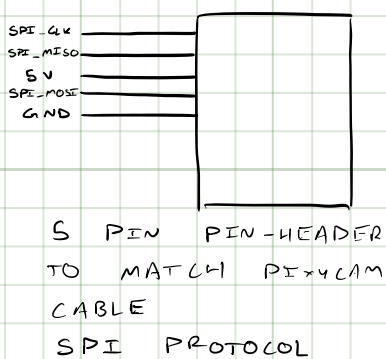 SPI_CLK
SPI_MISO
5V
SPI_MOSI
GND
5 PIN PIN-HEADER
TO MATCH PIXYCAM
CABLE
SPI PROTOCOL